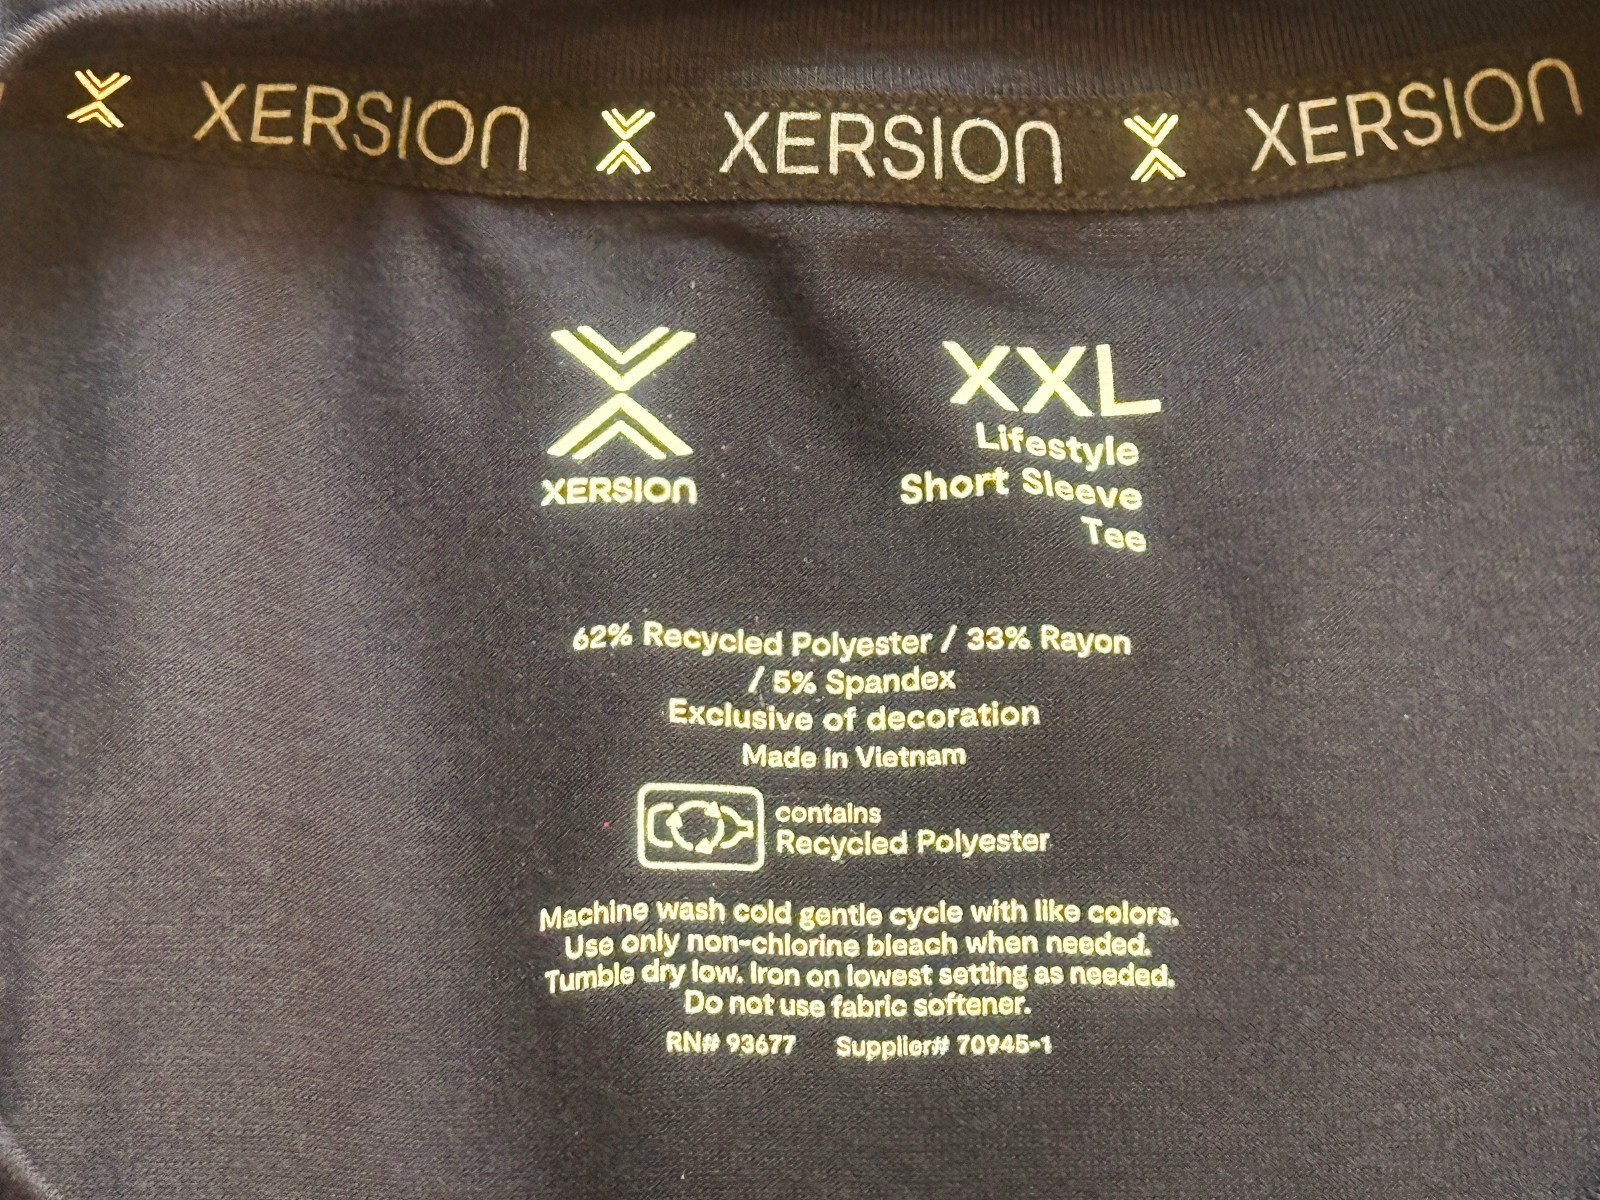 XERSION XERSION XERSION
XERSION
XXL
Lifestyle
Short Sleeve
Tee
62% Recycled Polyester / 33% Rayon
/ 5% Spandex
Exclusive of decoration
Made in Vietnam
contains
Recycled Polyester
Machine wash cold gentle cycle with like colors.
Use only non-chlorine bleach when needed.
Tumble dry low. Iron on lowest setting as needed.
Do not use fabric softener.
RN# 93677 Supplier# 70945-1